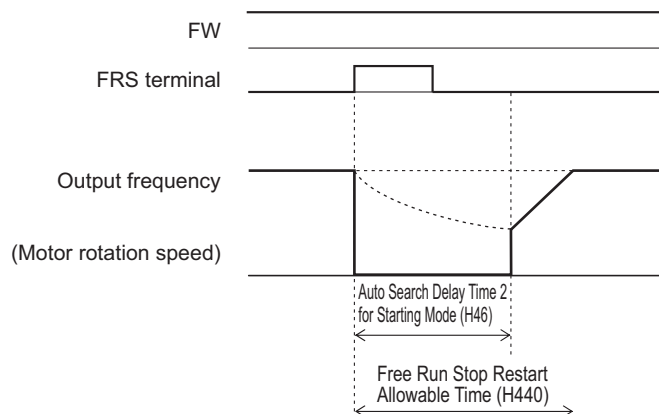 FW
FRS terminal
Output frequency
(Motor rotation speed)
Auto Search Delay Time 2
for Starting Mode (H46)
Free Run Stop Restart
Allowable Time (H440)